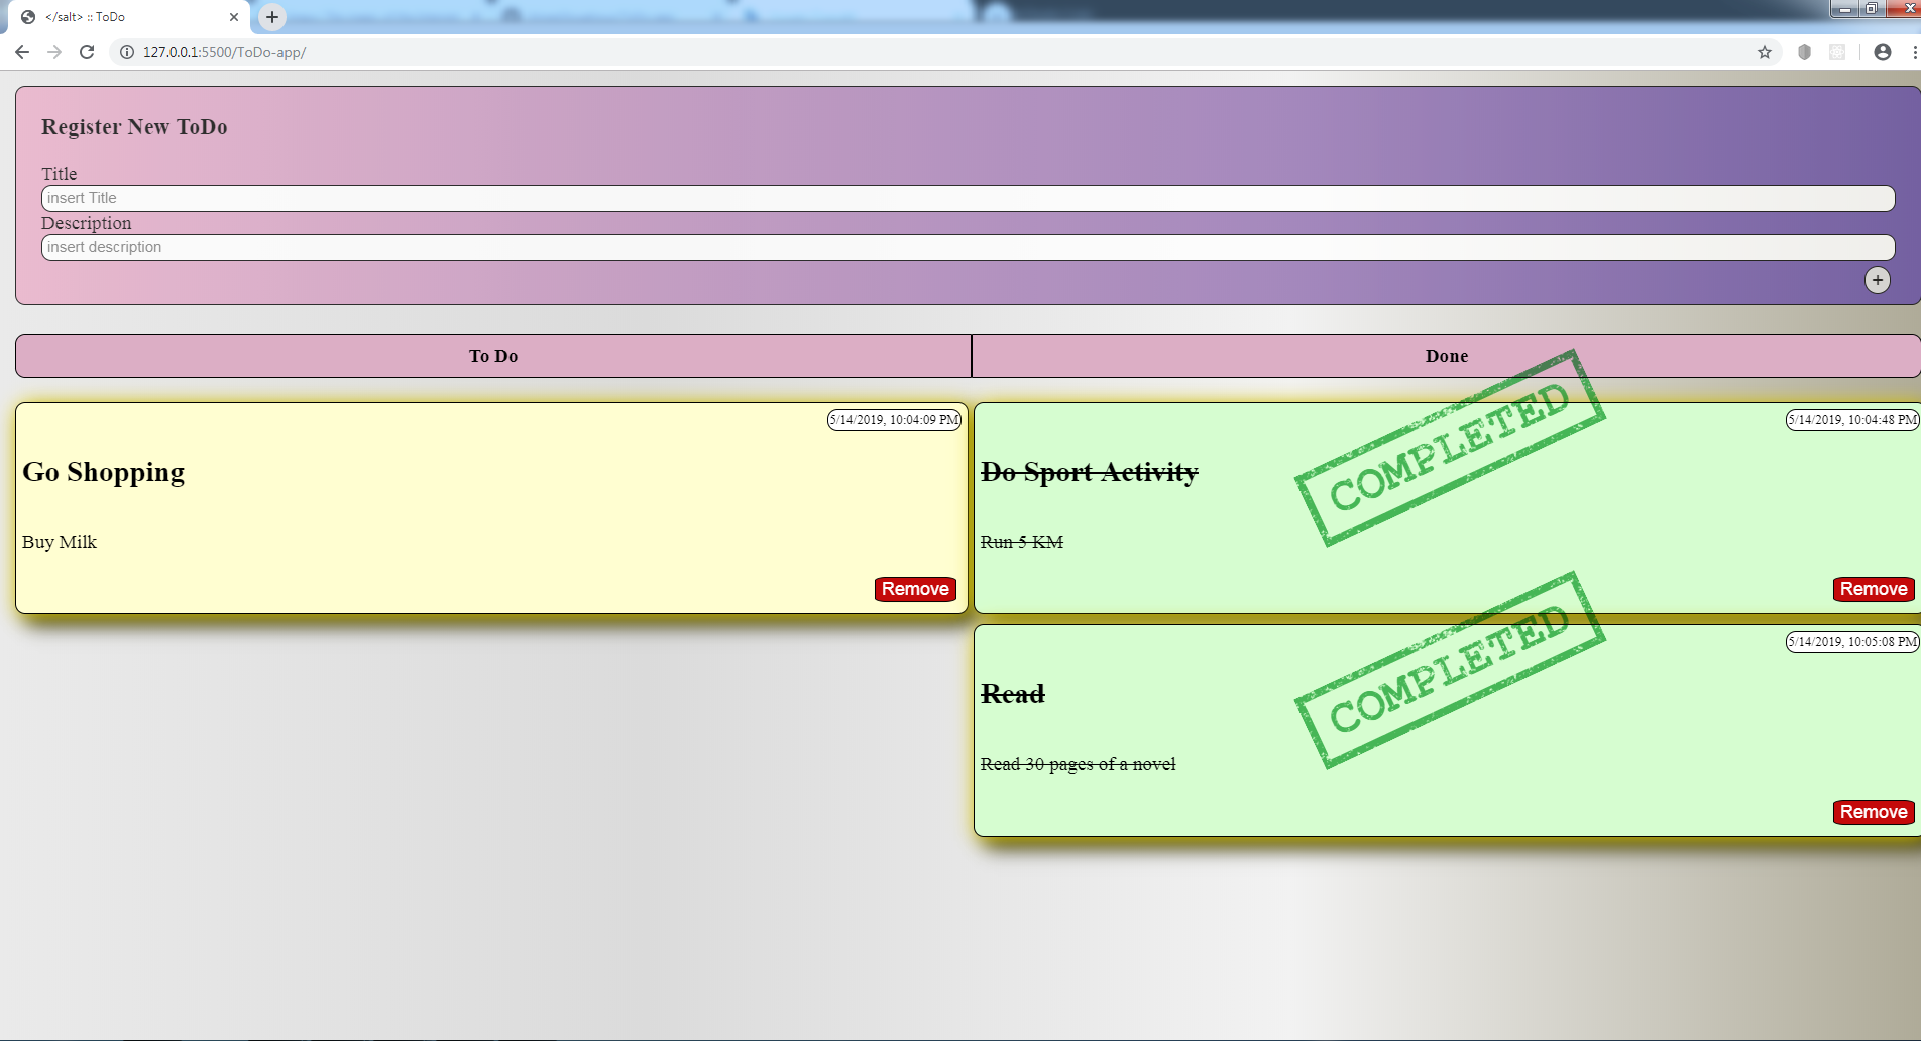 </salt> :: ToDo
127.0.0.1:5500/ToDo-app/
Register New ToDo
Title
insert Title
Description
insert description
+
To Do
Done
5/14/2019, 10:04:09 PM
Go Shopping
Buy Milk
Remove
5/14/2019, 10:04:48 PM
COMPLETED
Do Sport Activity
Run 5 KM
Remove
5/14/2019, 10:05:08 PM
COMPLETED
Read
Read 30 pages of a novel
Remove